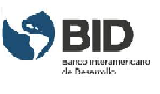 BID
Banco Interamericano
de Desarrollo